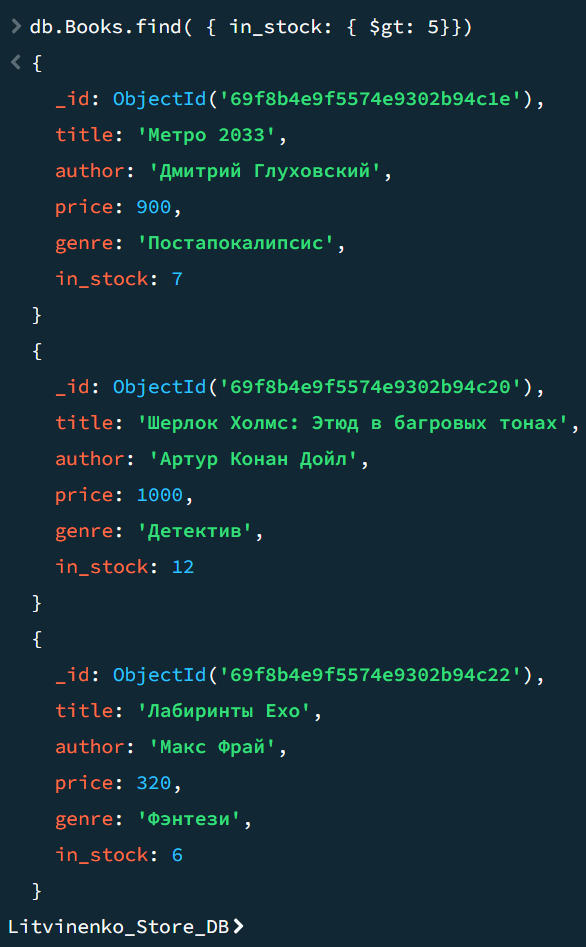 > db.Books.find( { in_stock: { $gt: 5}})
< {
_id: ObjectId('69f8b4e9f5574e9302b94c1e'),
title: 'Метро 2033',
author: 'Дмитрий Глуховский',
price: 900,
genre: 'Постапокалипсис',
in_stock: 7
}
{
_id: ObjectId('69f8b4e9f5574e9302b94c20'),
title: 'Шерлок Холмс: Этюд в багровых тонах',
author: 'Артур Конан Дойл',
price: 1000,
genre: 'Детектив',
in_stock: 12
}
{
_id: ObjectId('69f8b4e9f5574e9302b94c22'),
title: 'Лабиринты Ехо',
author: 'Макс Фрай',
price: 320,
genre: 'Фэнтези',
in_stock: 6
}
Litvinenko_Store_DB>